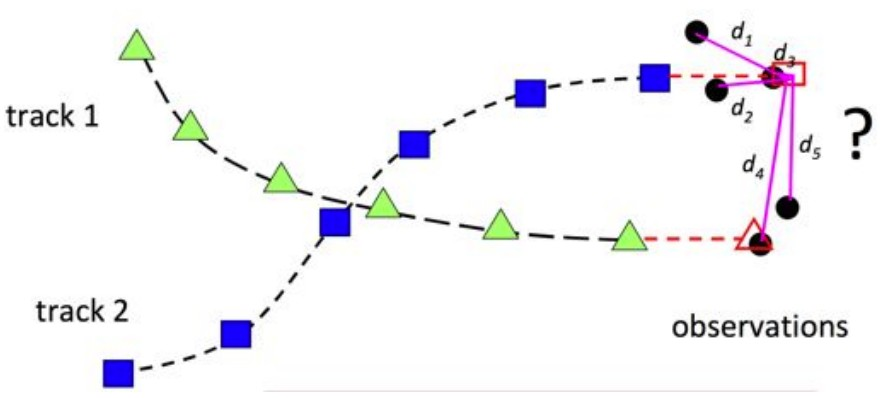 d1
d3
track 1
d2
?
d5
d4
track 2
observations